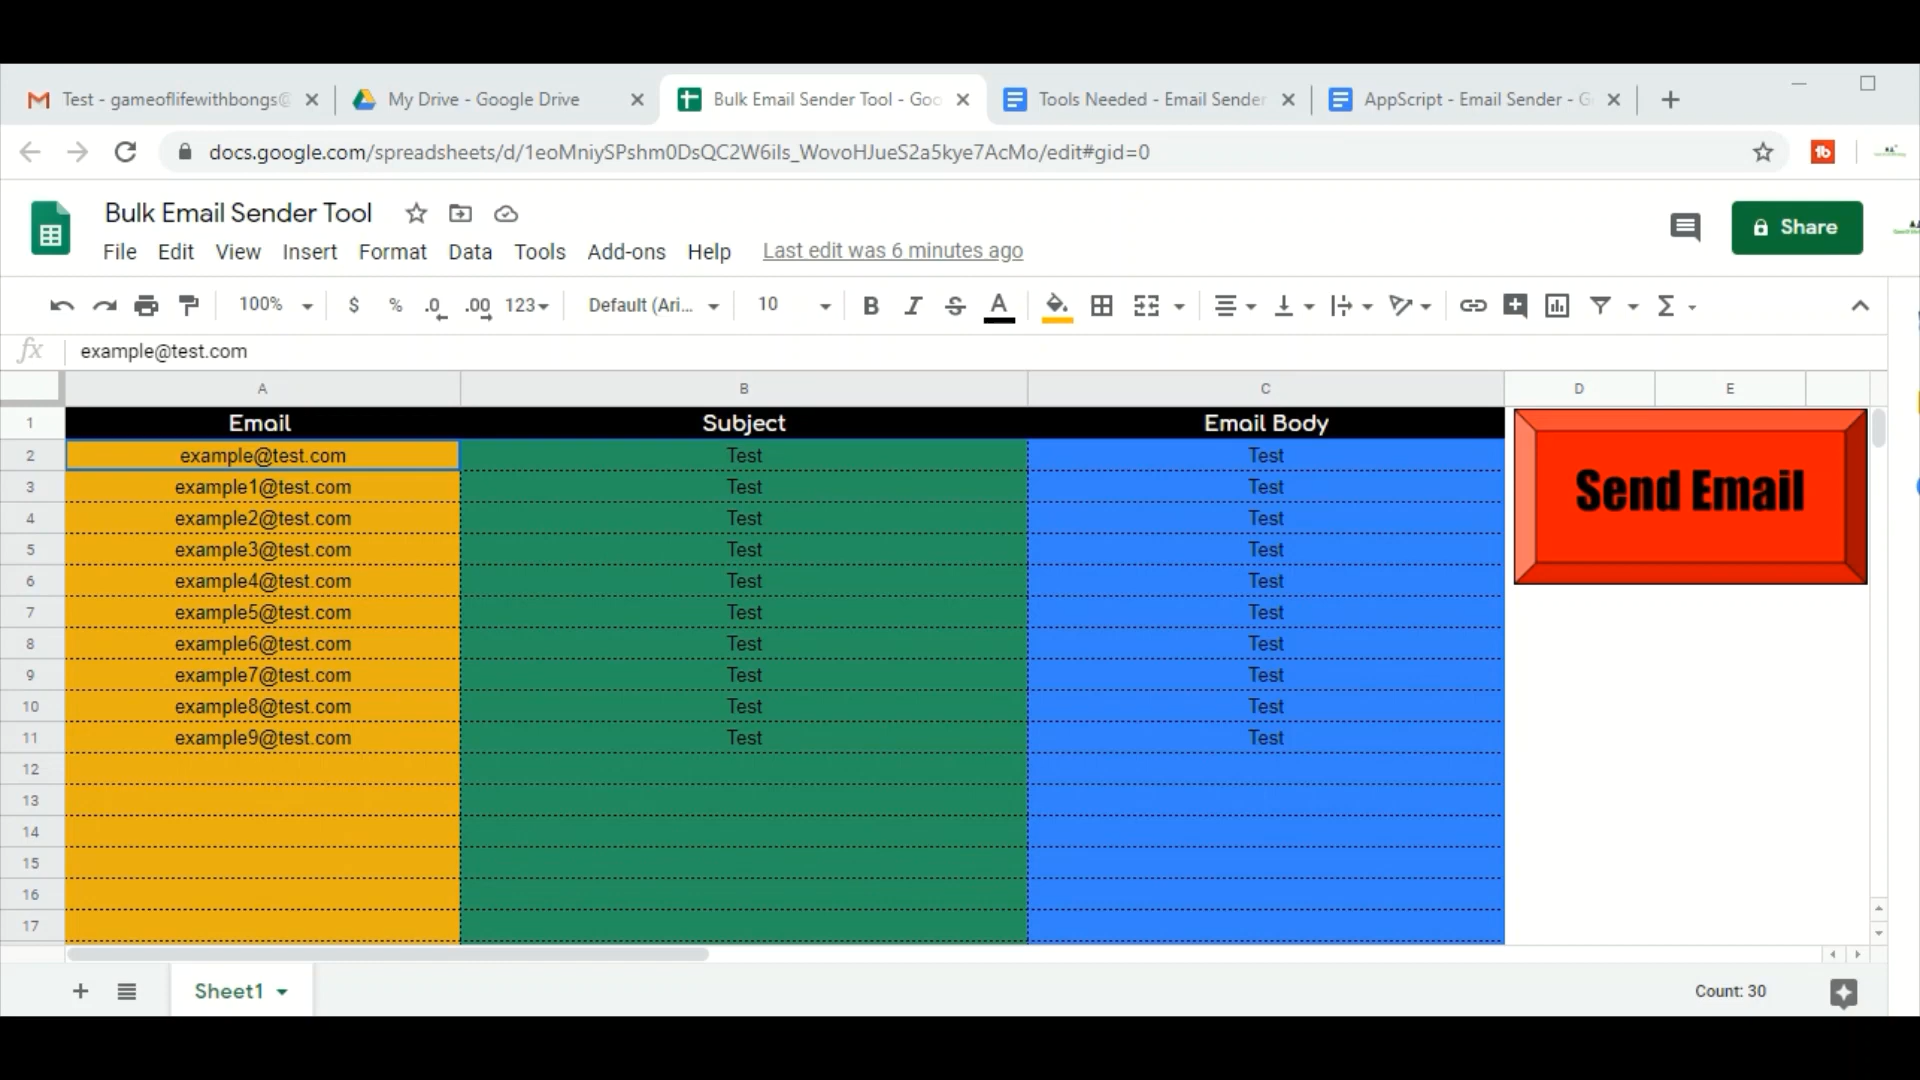 Test - gameoflifewithbongs@ My Drive - Google Drive Bulk Email Sender Tool - Goo Tools Needed - Email Sender AppScript - Email Sender - G
docs.google.com/spreadsheets/d/1eoMniySPshm0DsQC2W6ils_WovoHJueS2a5kye7AcMo/edit#gid=0
Bulk Email Sender Tool
Share
File Edit View Insert Format Data Tools Add-ons Help Last edit was 6 minutes ago
100% $ % .0 .00 123 Default (Ari... 10 B I S A Σ
fx example@test.com
A B C D E
1 Email Subject Email Body
2 example@test.com Test Test
3 example1@test.com Test Test
Send Email
4 example2@test.com Test Test
5 example3@test.com Test Test
6 example4@test.com Test Test
7 example5@test.com Test Test
8 example6@test.com Test Test
9 example7@test.com Test Test
10 example8@test.com Test Test
11 example9@test.com Test Test
12
13
14
15
16
17
Sheet1 Count: 30